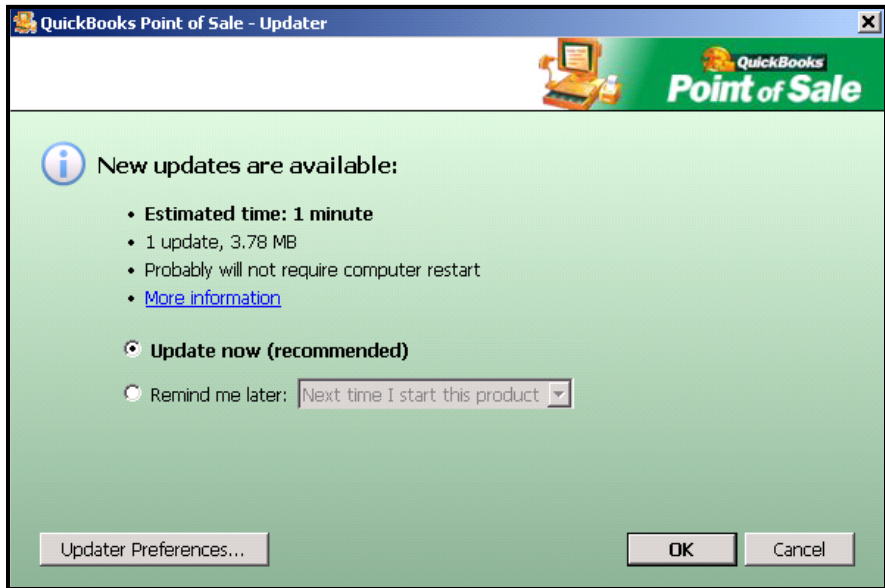 QuickBooks Point of Sale - Updater
QuickBooks
Point of Sale
New updates are available:
• Estimated time: 1 minute
• 1 update, 3.78 MB
• Probably will not require computer restart
• More information
Update now (recommended)
Remind me later: Next time I start this product
Updater Preferences... OK Cancel